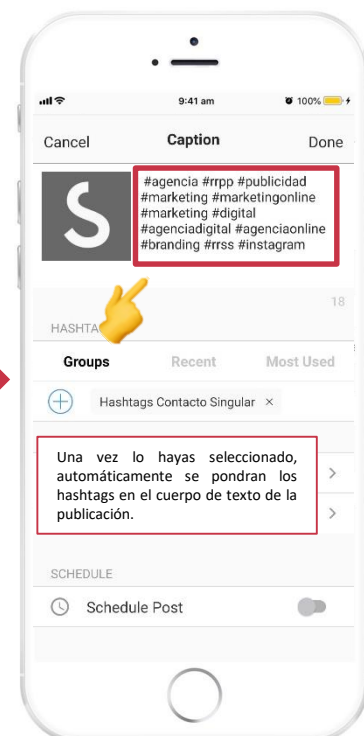 9:41 am
100%
Cancel
Caption
Done
S
#agencia #rrpp #publicidad
#marketing #marketingonline
#marketing #digital
#agenciadigital #agenciaonline
#branding #rrss #instagram
18
HASHTA
Groups
Recent
Most Used
Hashtags Contacto Singular ×
Una vez lo hayas seleccionado,
automáticamente se pondran los
hashtags en el cuerpo de texto de la
publicación.
SCHEDULE
Schedule Post